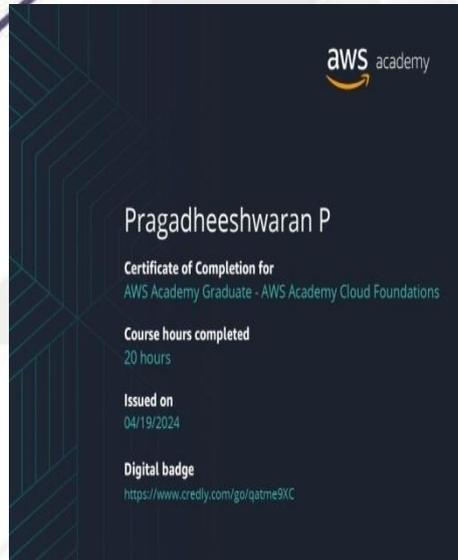 aws academy
Pragadheeshwaran P
Certificate of Completion for
AWS Academy Graduate - AWS Academy Cloud Foundations
Course hours completed
20 hours
Issued on
04/19/2024
Digital badge
https://www.credly.com/go/qatme9XC